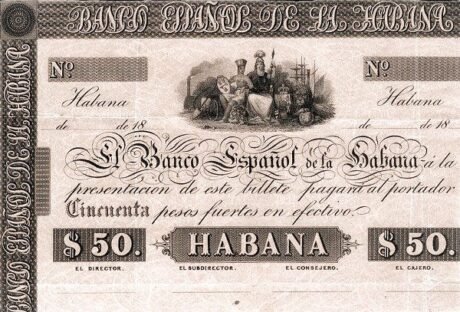 BANCO ESPAÑOL DE LA HABANA
BANCO ESPAÑOL DE LA HABANE
Nº Nº
Habana Habana
de de 18 de de 18
El Banco Español de la Habana á la
presentacion de este billete pagará al portador
Cincuenta pesos fuertes en efectivo.
$50. HABANA $50.
EL DIRECTOR. EL SUBDIRECTOR. EL CONSEJERO. EL CAJERO.